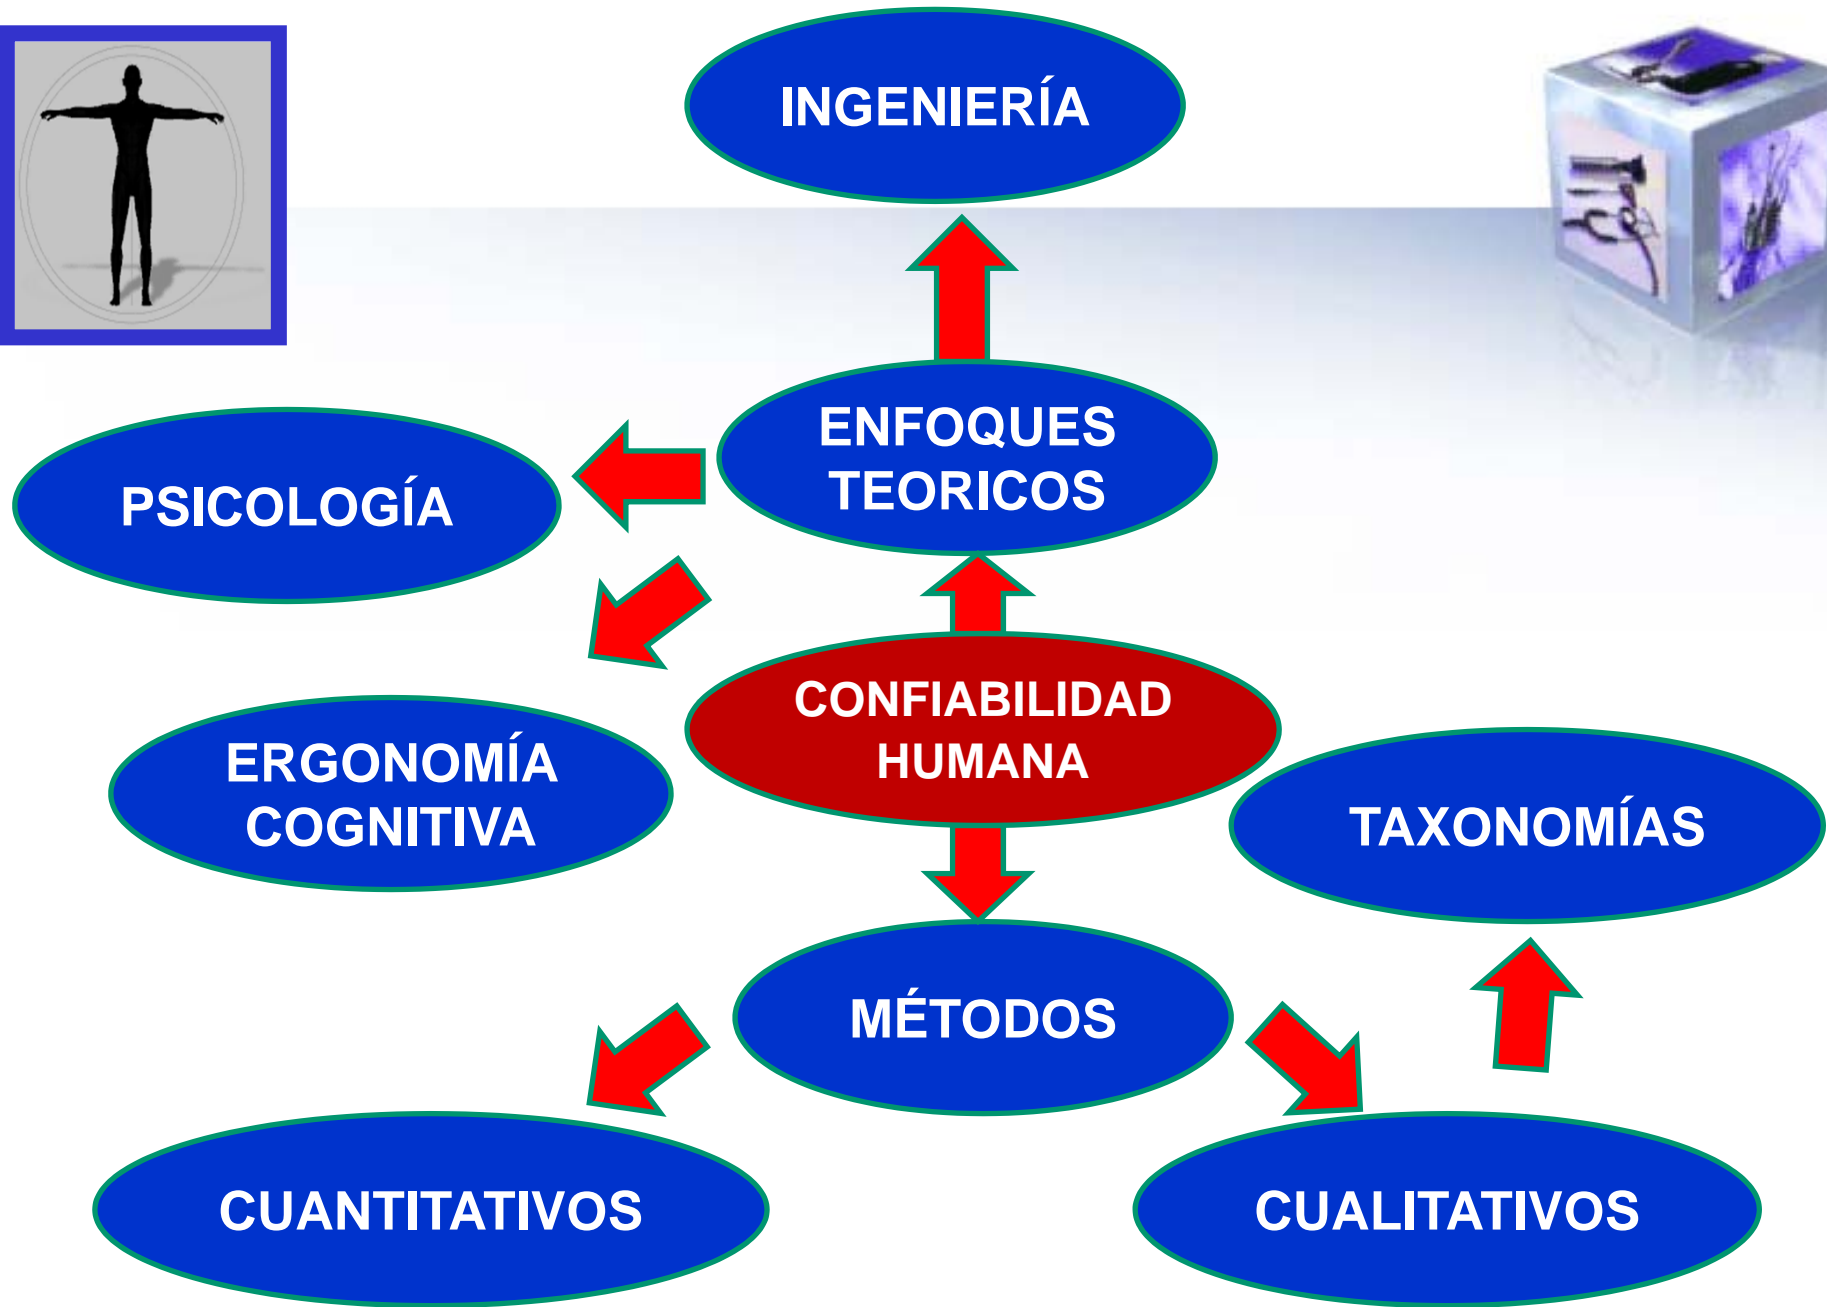 INGENIERÍA
ENFOQUES
TEORICOS
PSICOLOGÍA
CONFIABILIDAD
HUMANA
ERGONOMÍA
COGNITIVA
TAXONOMÍAS
MÉTODOS
CUANTITATIVOS
CUALITATIVOS